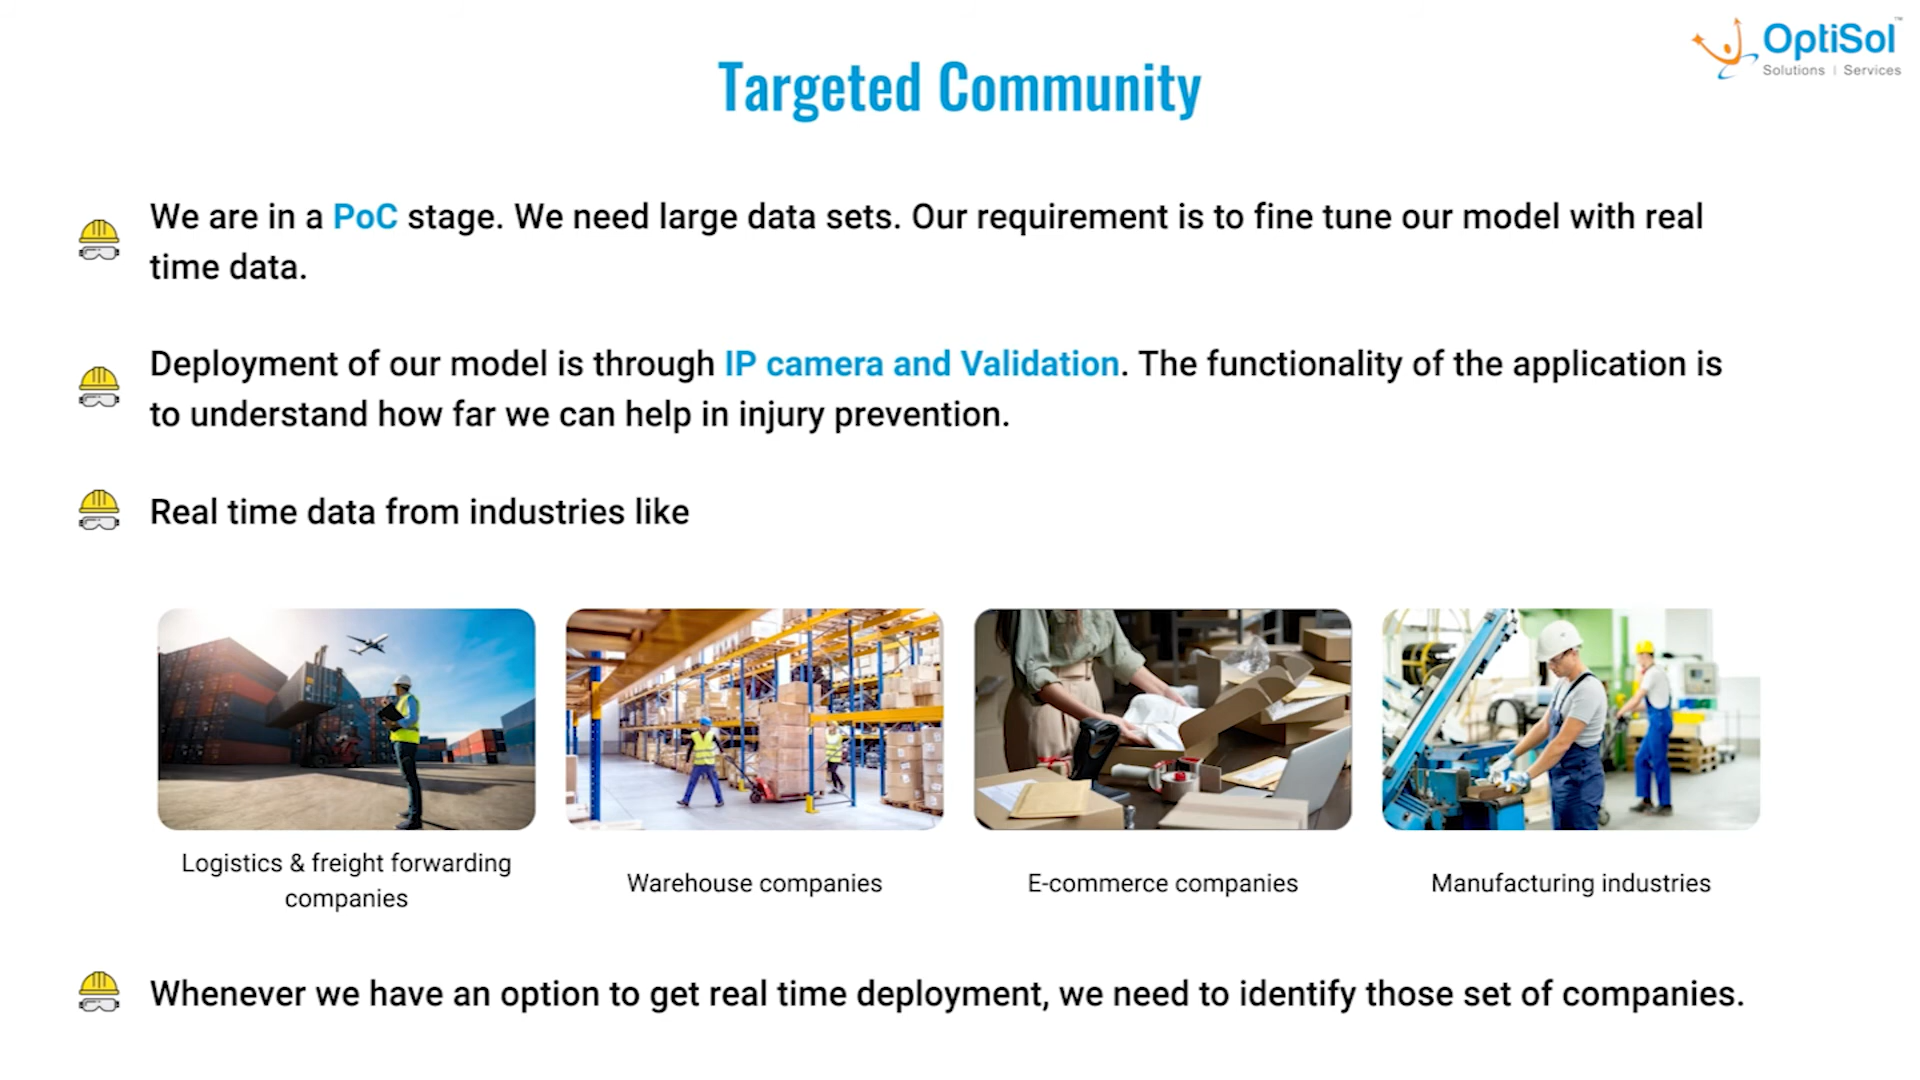 OptiSol
™
Solutions | Services
Targeted Community
We are in a PoC stage. We need large data sets. Our requirement is to fine tune our model with real
time data.
Deployment of our model is through IP camera and Validation. The functionality of the application is
to understand how far we can help in injury prevention.
Real time data from industries like
Logistics & freight forwarding
companies
Warehouse companies
E-commerce companies
Manufacturing industries
Whenever we have an option to get real time deployment, we need to identify those set of companies.